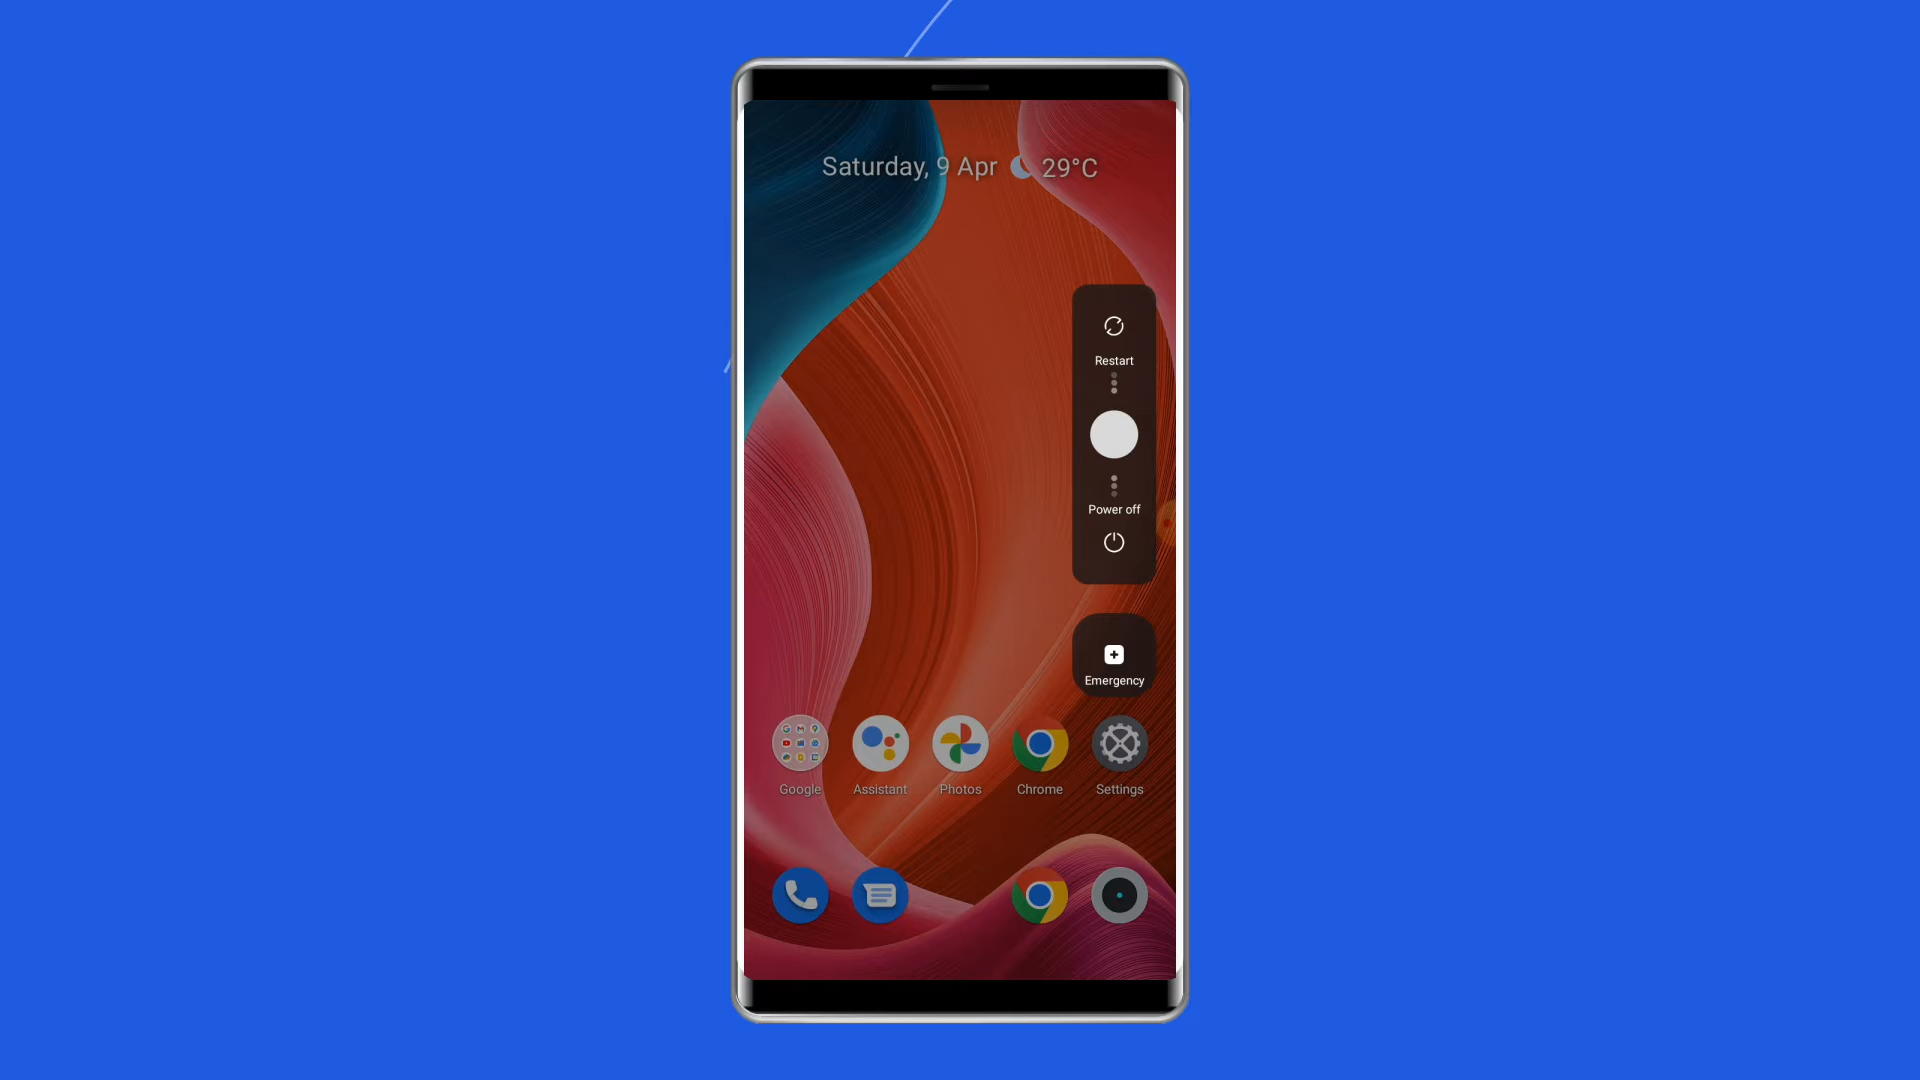 Saturday, 9 Apr 29°C
Restart
Power off
Emergency
Google Assistant Photos Chrome Settings